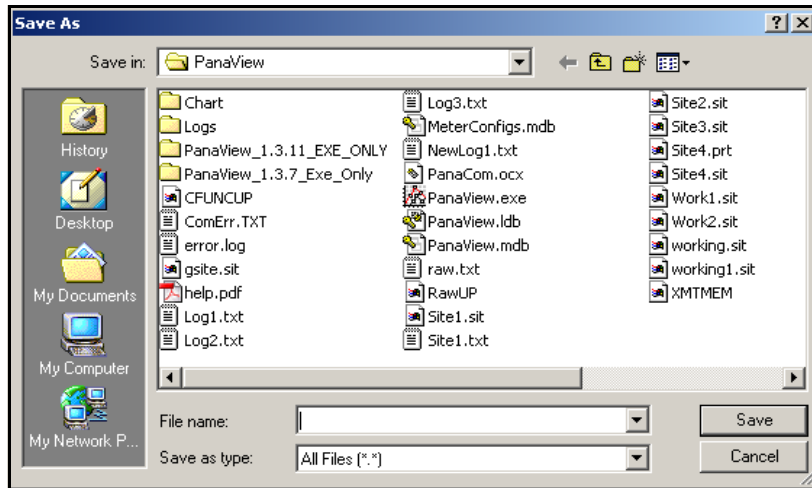 Save As
Save in: PanaView
History
Desktop
My Documents
My Computer
My Network P...
Chart
Logs
PanaView_1.3.11_EXE_ONLY
PanaView_1.3.7_Exe_Only
CFUNCUP
ComErr.TXT
error.log
gsite.sit
help.pdf
Log1.txt
Log2.txt
Log3.txt
MeterConfigs.mdb
NewLog1.txt
PanaCom.ocx
PanaView.exe
PanaView.ldb
PanaView.mdb
raw.txt
RawUP
Site1.sit
Site1.txt
Site2.sit
Site3.sit
Site4.prt
Site4.sit
Work1.sit
Work2.sit
working.sit
working1.sit
XMTMEM
File name:
Save
Save as type: All Files (*.*)
Cancel